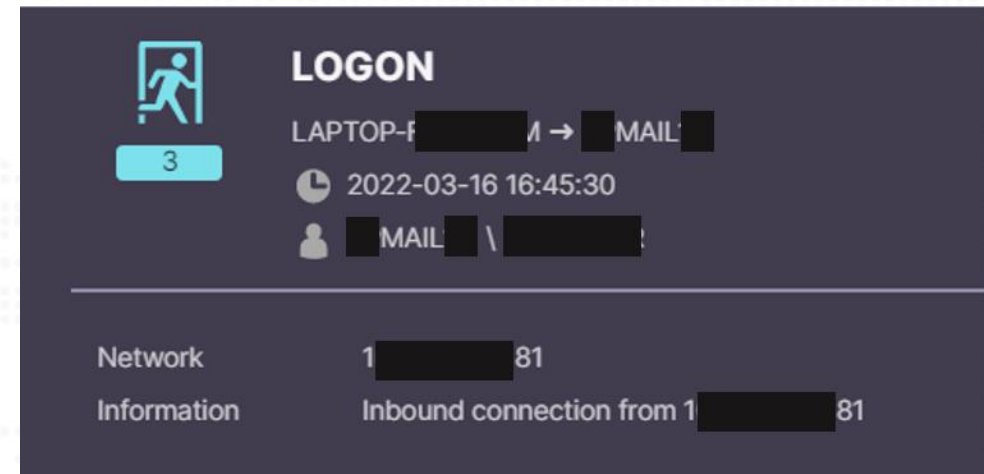 LOGON
LAPTOP- → MAIL
3
2022-03-16 16:45:30
MAIL \
Network 1 81
Information Inbound connection from 1 81